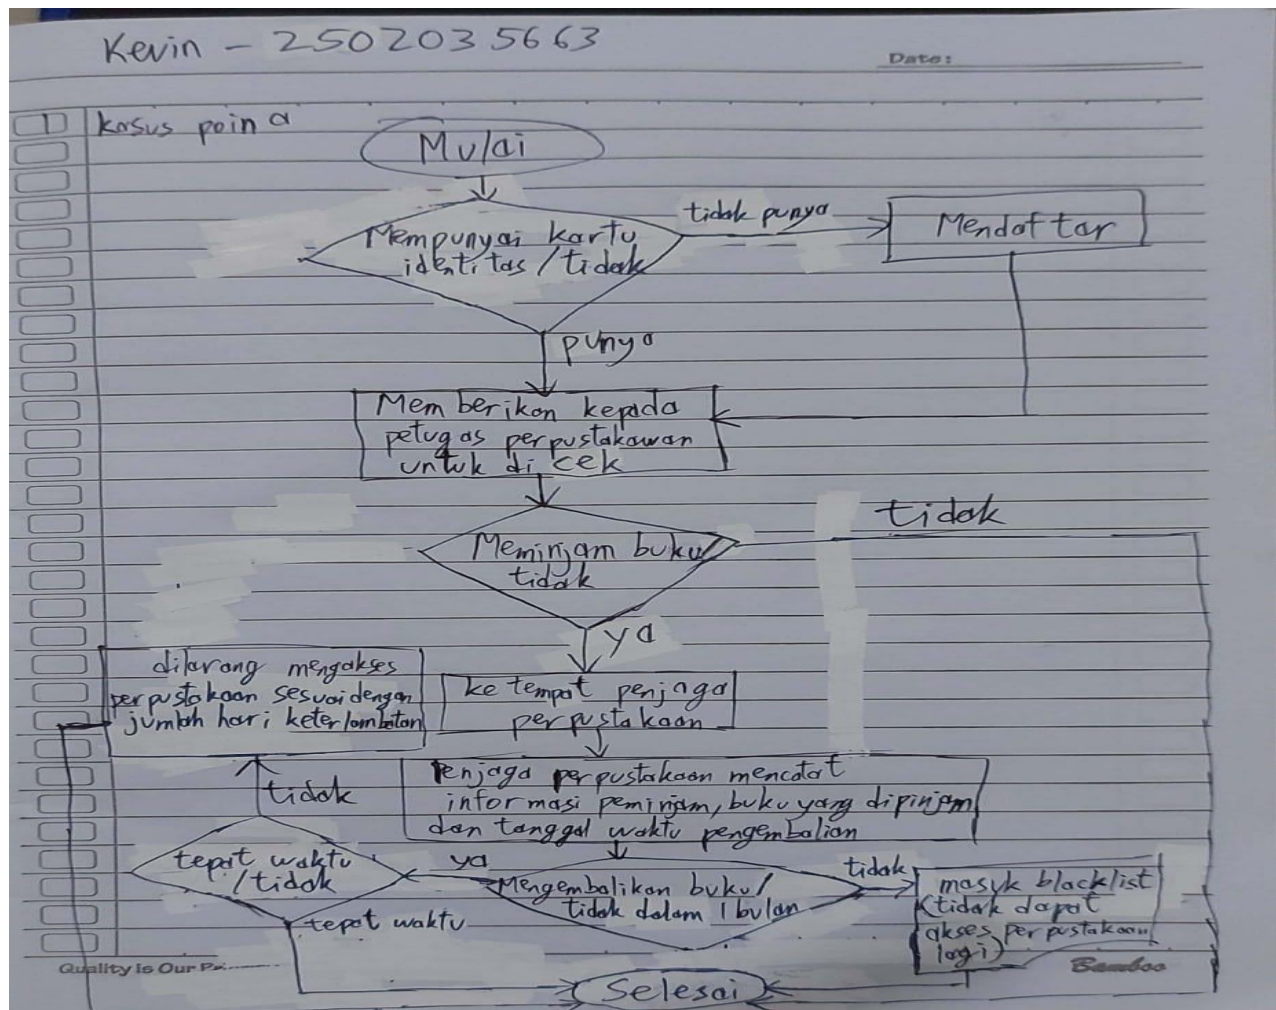 Kevin - 2502035663
Date:
1 kasus poin a
Mulai
Mempunyai kartu
identitas /tidak
tidak punya
Mendaftar
punya
Memberikan kepada
petugas perpustakawan
untuk di cek
tidak
Meminjam buku/
tidak
ya
dilarang mengakses
perpustakaan sesuai dengan
jumlah hari keterlambatan
ke tempat penjaga
perpustakaan
Penjaga perpustakaan mencatat
informasi peminjam, buku yang dipinjam
dan tanggal waktu pengembalian
tidak
tepat waktu
/tidak
ya
Mengembalikan buku/
tidak dalam 1 bulan
tidak
masuk blacklist
(tidak dapat
akses perpustakaan
lagi)
tepat waktu
Quality Is Our
Bamboo
Selesai